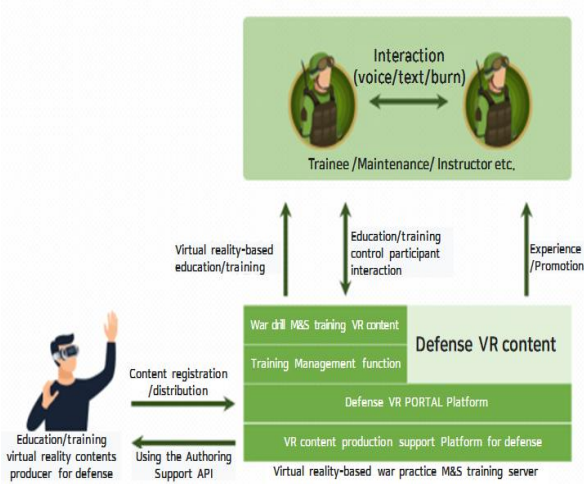 Interaction
(voice/text/burn)
Trainee /Maintenance/ Instructor etc.
Virtual reality-based
education/training
Education/training
control participant
interaction
Experience
/Promotion
War drill M&S training VR content
Training Management function
Defense VR content
Defense VR PORTAL Platform
VR content production support Platform for defense
Virtual reality-based war practice M&S training server
Content registration
/distribution
Using the Authoring
Support API
Education/training
virtual reality contents
producer for defense